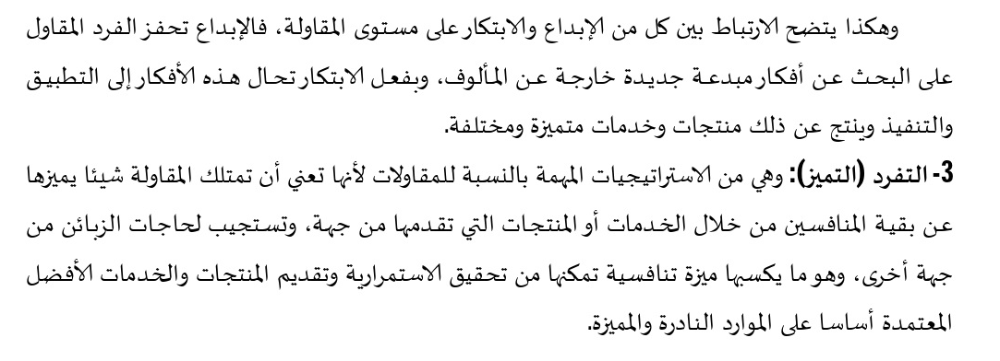 وهكذا يتضح الارتباط بين كل من الإبداع والابتكار على مستوى المقاولة، فالإبداع تحفز الفرد المقاول
على البحث عن أفكار مبدعة جديدة خارجة عن المألوف، وبفعل الابتكار تحال هذه الأفكار إلى التطبيق
والتنفيذ وينتج عن ذلك منتجات وخدمات متميزة ومختلفة.
3- التفرد (التميز): وهي من الاستراتيجيات المهمة بالنسبة للمقاولات لأنها تعني أن تمتلك المقاولة شيئا يميزها
عن بقية المنافسين من خلال الخدمات أو المنتجات التي تقدمها من جهة، وتستجيب لحاجات الزبائن من
جهة أخرى، وهو ما يكسبها ميزة تنافسية تمكنها من تحقيق الاستمرارية وتقديم المنتجات والخدمات الأفضل
المعتمدة أساسا على الموارد النادرة والمميزة.